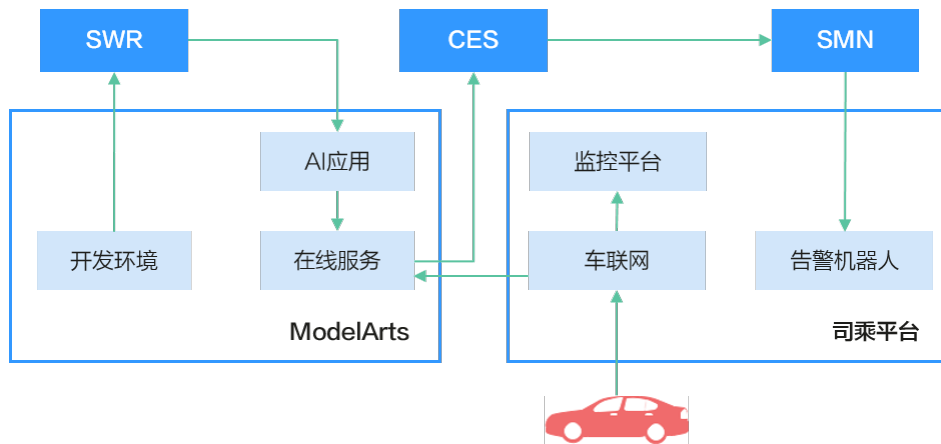 SWR
CES
SMN
AI应用
监控平台
开发环境
在线服务
车联网
告警机器人
ModelArts
司乘平台